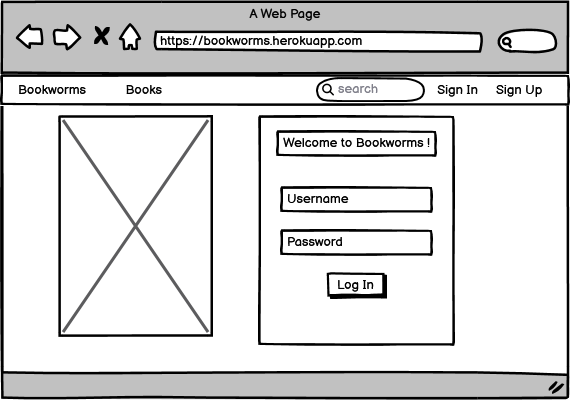 A Web Page
https://bookworms.herokuapp.com
Bookworms Books search Sign In Sign Up
Welcome to Bookworms !
Username
Password
Log In